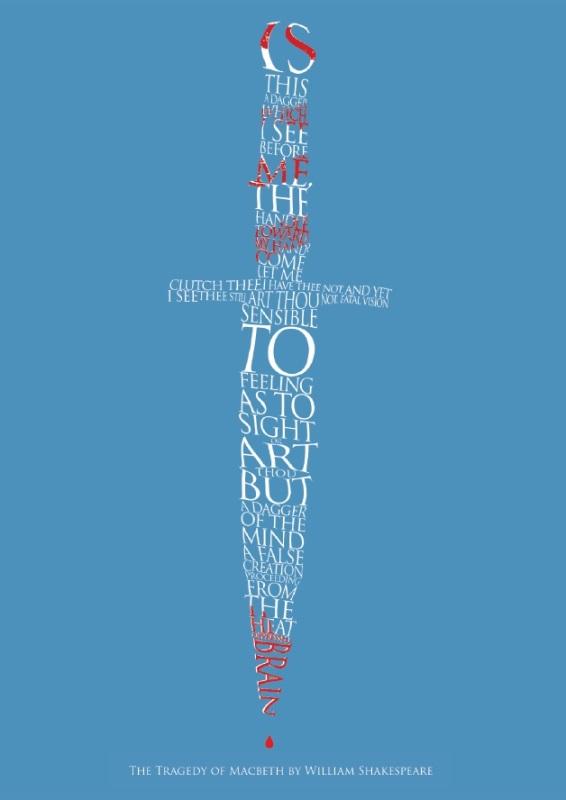 IS
THIS
A DAGGER
WHICH
I SEE
BEFORE
ME,
THE
HANDLE
TOWARD
MY HAND?
COME
LET ME
CLUTCH THEE I HAVE THEE NOT, AND YET
I SEE THEE STILL ART THOU NOT, FATAL VISION
SENSIBLE
TO
FEELING
AS TO
SIGHT
OR
ART
THOU
BUT
A DAGGER
OF THE
MIND
A FALSE
CREATION
PROCEEDING
FROM
THE
HEAT
OPPRESSED
BRAIN
THE TRAGEDY OF MACBETH BY WILLIAM SHAKESPEARE